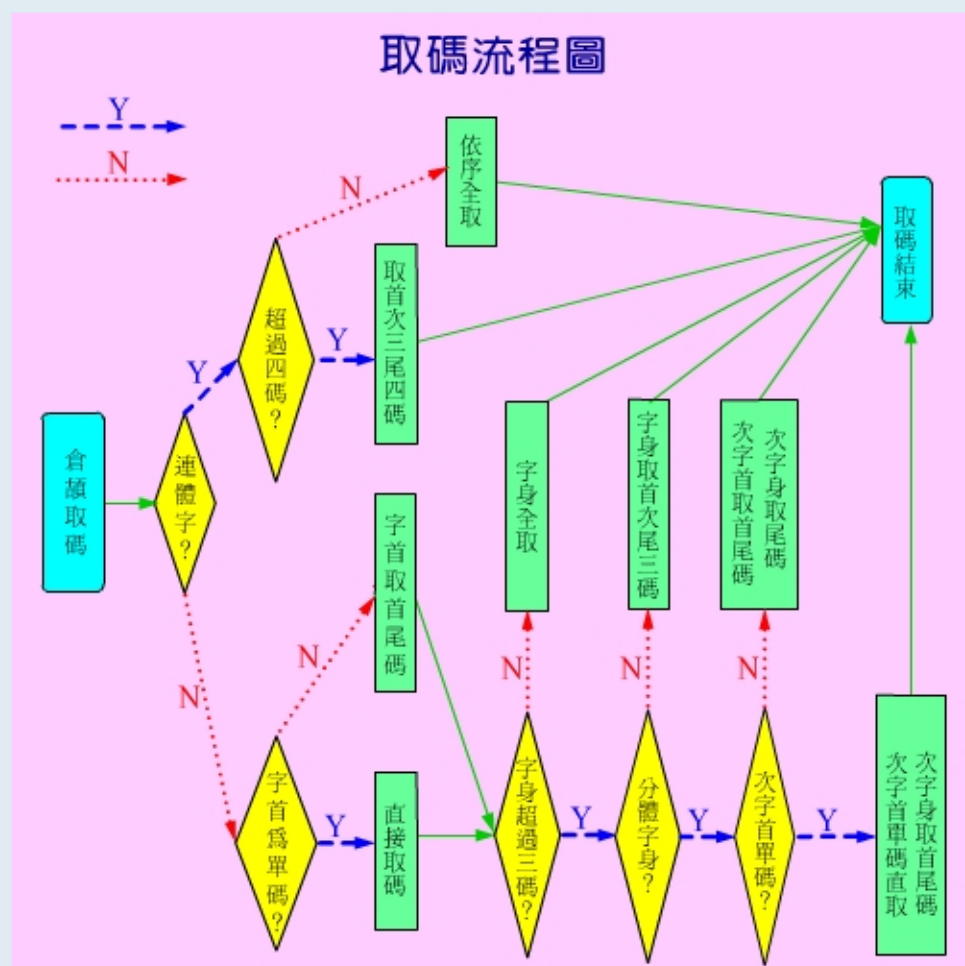 取碼流程圖
Y
N
倉頡取碼
連體字?
Y
N
超過四碼?
N
Y
依序全取
取首次三尾四碼
取碼結束
字首為單碼?
N
Y
字首取首尾碼
直接取碼
字身超過三碼?
N
Y
字身全取
分體字身?
N
Y
字身取首次尾三碼
次字首單碼?
N
Y
次字身取尾碼
次字首取首尾碼
次字身取首尾碼
次字首單碼直取